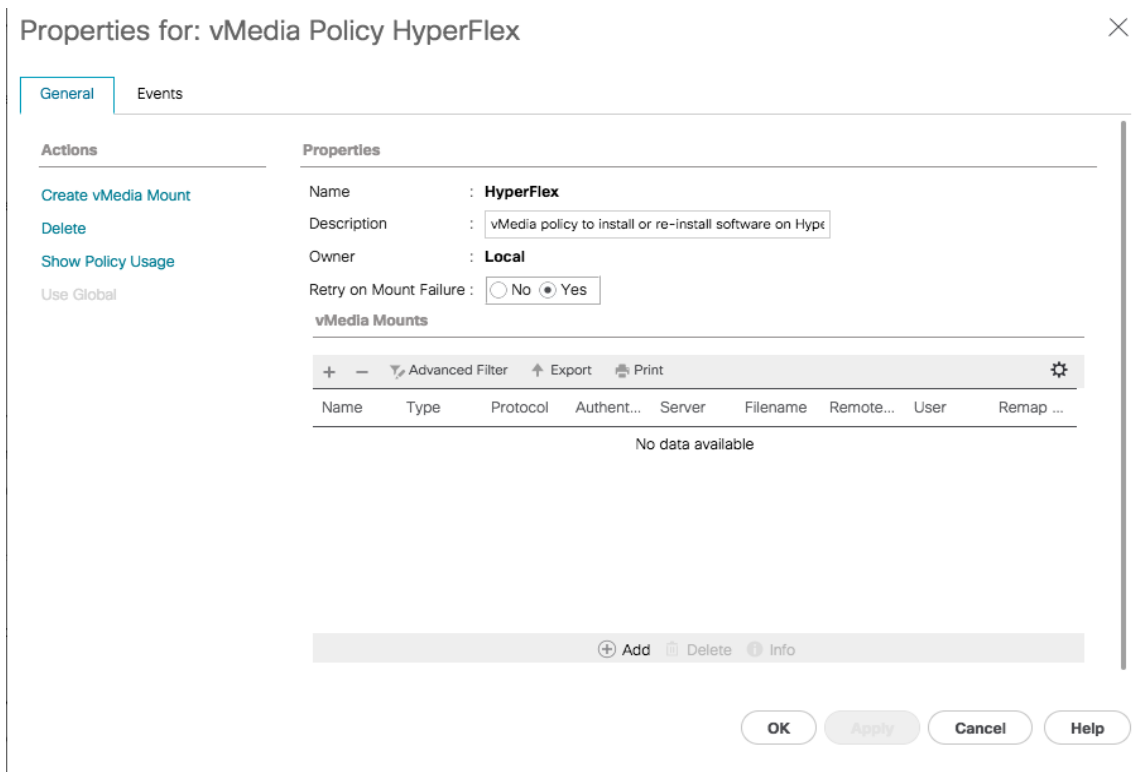 Properties for: vMedia Policy HyperFlex
General Events
Actions
Create vMedia Mount
Delete
Show Policy Usage
Use Global
Properties
Name : HyperFlex
Description : vMedia policy to install or re-install software on Hype
Owner : Local
Retry on Mount Failure : No Yes
vMedia Mounts
+ − Advanced Filter Export Print
Name Type Protocol Authent... Server Filename Remote... User Remap ...
No data available
Add Delete Info
OK Apply Cancel Help